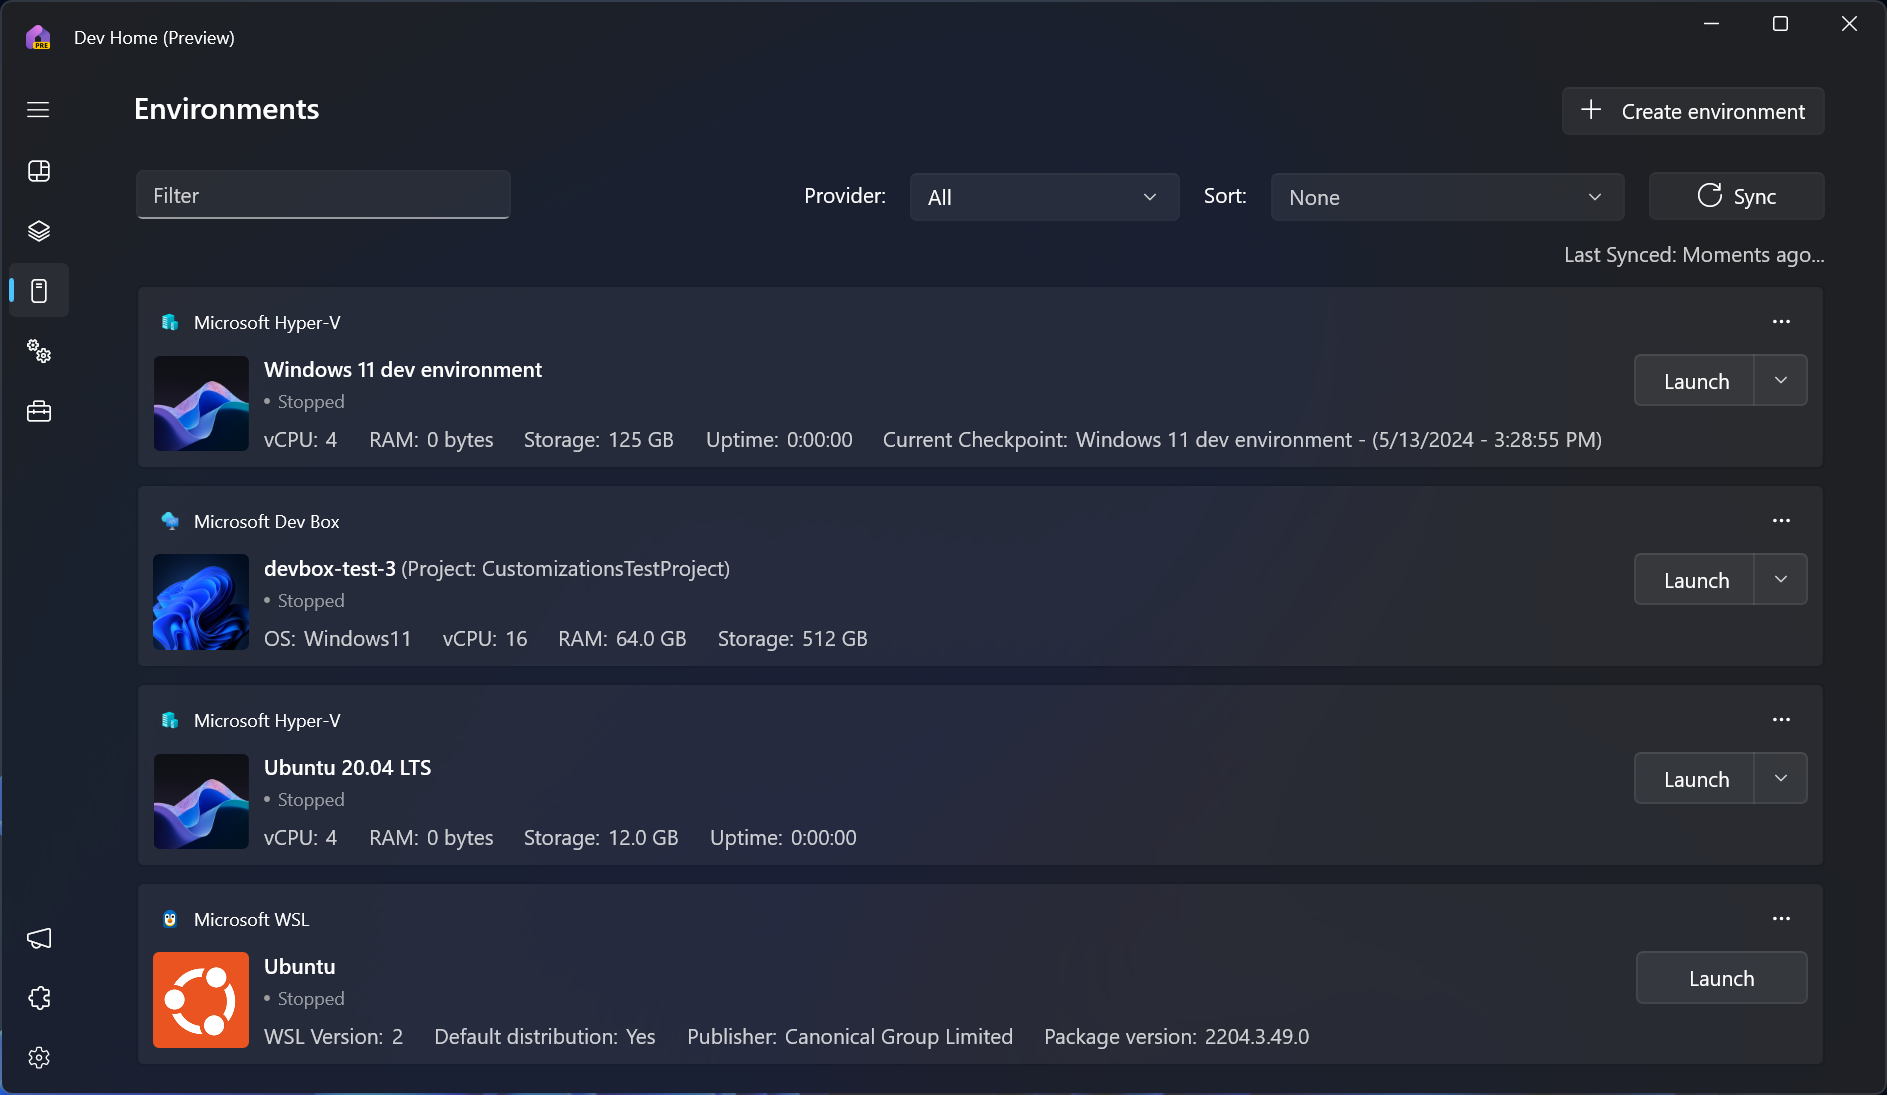 PRE
Dev Home (Preview)
Environments
Create environment
Filter
Provider: All Sort: None Sync
Last Synced: Moments ago...
Microsoft Hyper-V
Windows 11 dev environment
• Stopped
Launch
vCPU: 4 RAM: 0 bytes Storage: 125 GB Uptime: 0:00:00 Current Checkpoint: Windows 11 dev environment - (5/13/2024 - 3:28:55 PM)
Microsoft Dev Box
devbox-test-3 (Project: CustomizationsTestProject)
• Stopped
Launch
OS: Windows11 vCPU: 16 RAM: 64.0 GB Storage: 512 GB
Microsoft Hyper-V
Ubuntu 20.04 LTS
• Stopped
Launch
vCPU: 4 RAM: 0 bytes Storage: 12.0 GB Uptime: 0:00:00
Microsoft WSL
Ubuntu
• Stopped
Launch
WSL Version: 2 Default distribution: Yes Publisher: Canonical Group Limited Package version: 2204.3.49.0